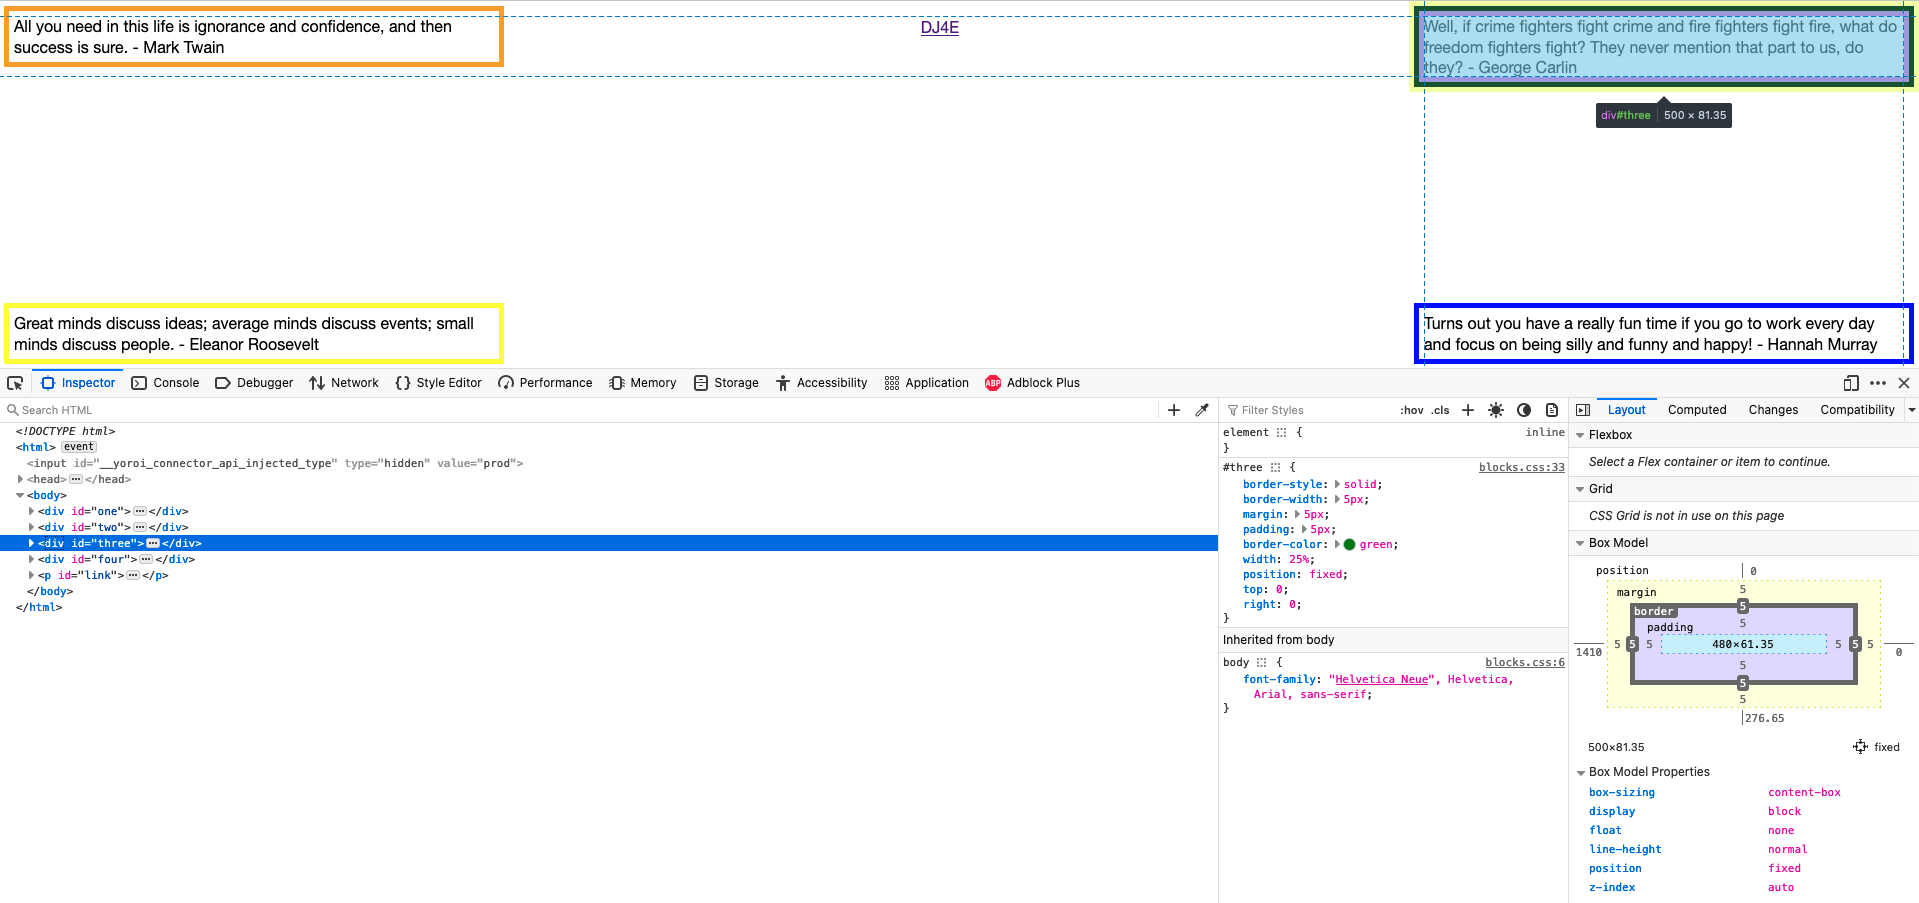 All you need in this life is ignorance and confidence, and then
success is sure. - Mark Twain
DJ4E
Well, if crime fighters fight crime and fire fighters fight fire, what do
freedom fighters fight? They never mention that part to us, do
they? - George Carlin
div#three 500 × 81.35
Great minds discuss ideas; average minds discuss events; small
minds discuss people. - Eleanor Roosevelt
Turns out you have a really fun time if you go to work every day
and focus on being silly and funny and happy! - Hannah Murray
Inspector Console Debugger Network Style Editor Performance Memory Storage Accessibility Application ABP Adblock Plus
Search HTML
<!DOCTYPE html>
<html> event
<input id="__yoroi_connector_api_injected_type" type="hidden" value="prod">
<head> ••• </head>
<body>
<div id="one"> ••• </div>
<div id="two"> ••• </div>
<div id="three"> ••• </div>
<div id="four"> ••• </div>
<p id="link"> ••• </p>
</body>
</html>
Filter Styles :hov .cls
element { inline
}
#three { blocks.css:33
border-style: solid;
border-width: 5px;
margin: 5px;
padding: 5px;
border-color: green;
width: 25%;
position: fixed;
top: 0;
right: 0;
}
Inherited from body
body { blocks.css:6
font-family: "Helvetica Neue", Helvetica,
Arial, sans-serif;
}
Layout Computed Changes Compatibility
Flexbox
Select a Flex container or item to continue.
Grid
CSS Grid is not in use on this page
Box Model
position 0
margin 5
border 5
padding 5
1410 5 5 5 480×61.35 5 5 5 0
5
5
5
276.65
500×81.35 fixed
Box Model Properties
box-sizing content-box
display block
float none
line-height normal
position fixed
z-index auto